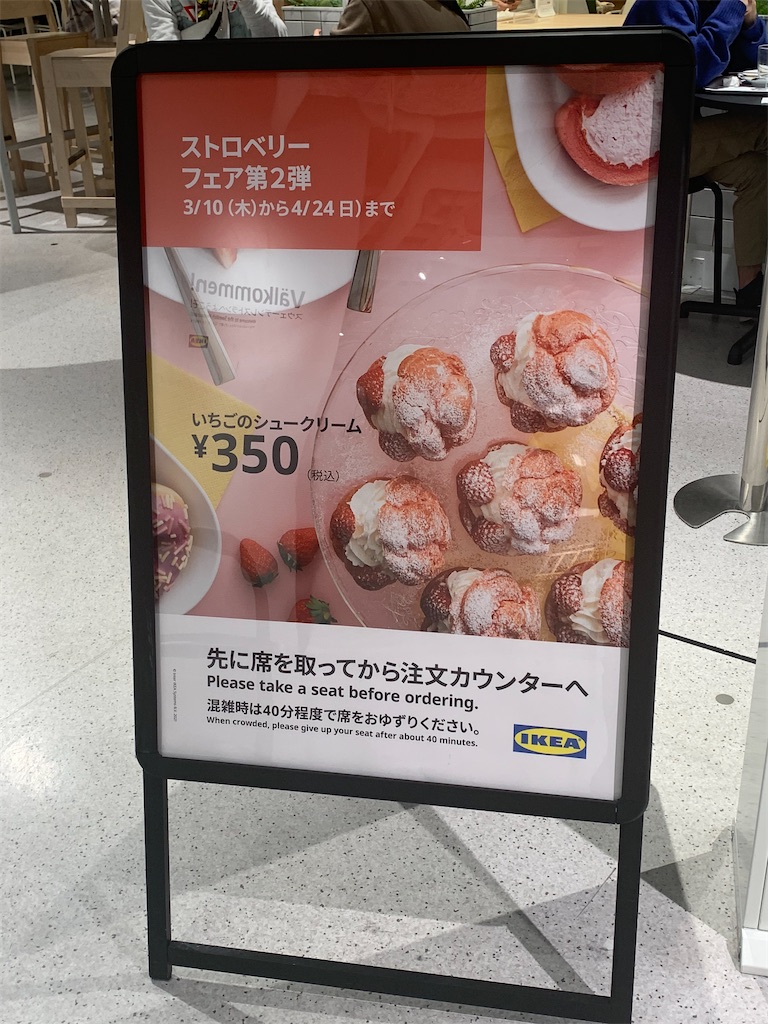 ストロベリー
フェア第2弾
3/10（木）から4/24 日）まで
Välkommen!
いちごのシュークリーム
¥350
（税込）
先に席を取ってから注文カウンターへ
Please take a seat before ordering.
混雑時は40分程度で席をおゆずりください。
When crowded, please give up your seat after about 40 minutes.
IKEA